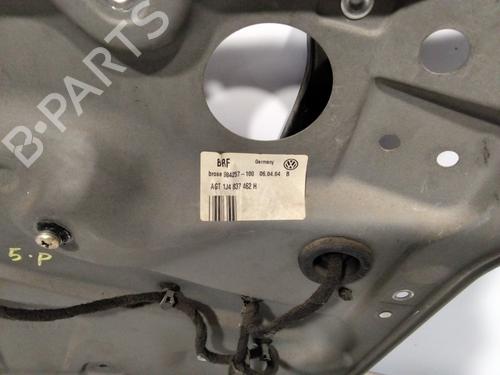 B-PARTS
BRF Germany
brose 984257-100 06.04.04 B
AGT 1J4 837 462 H
5.P